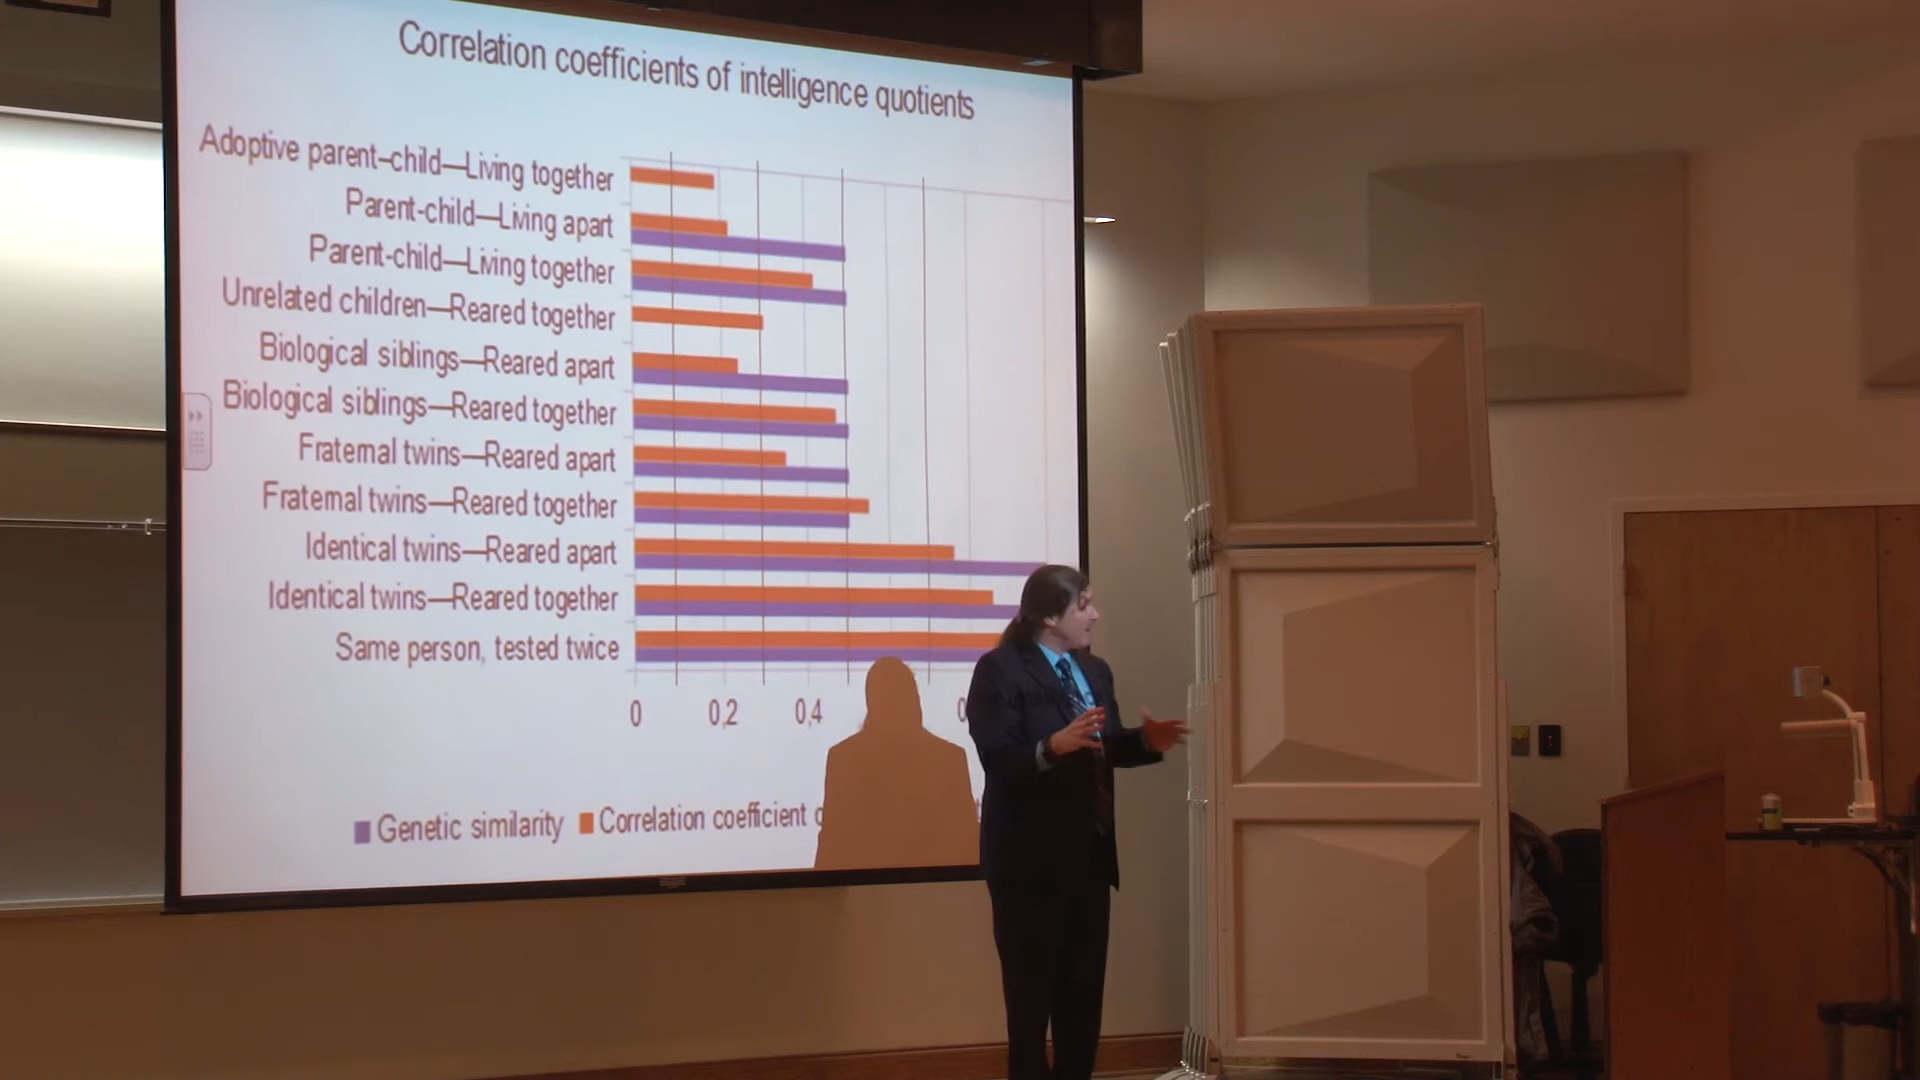 Correlation coefficients of intelligence quotients
Adoptive parent–child—Living together
Parent-child—Living apart
Parent-child—Living together
Unrelated children—Reared together
Biological siblings—Reared apart
Biological siblings—Reared together
Fraternal twins—Reared apart
Fraternal twins—Reared together
Identical twins—Reared apart
Identical twins—Reared together
Same person, tested twice
0 0,2 0,4
Genetic similarity Correlation coefficient